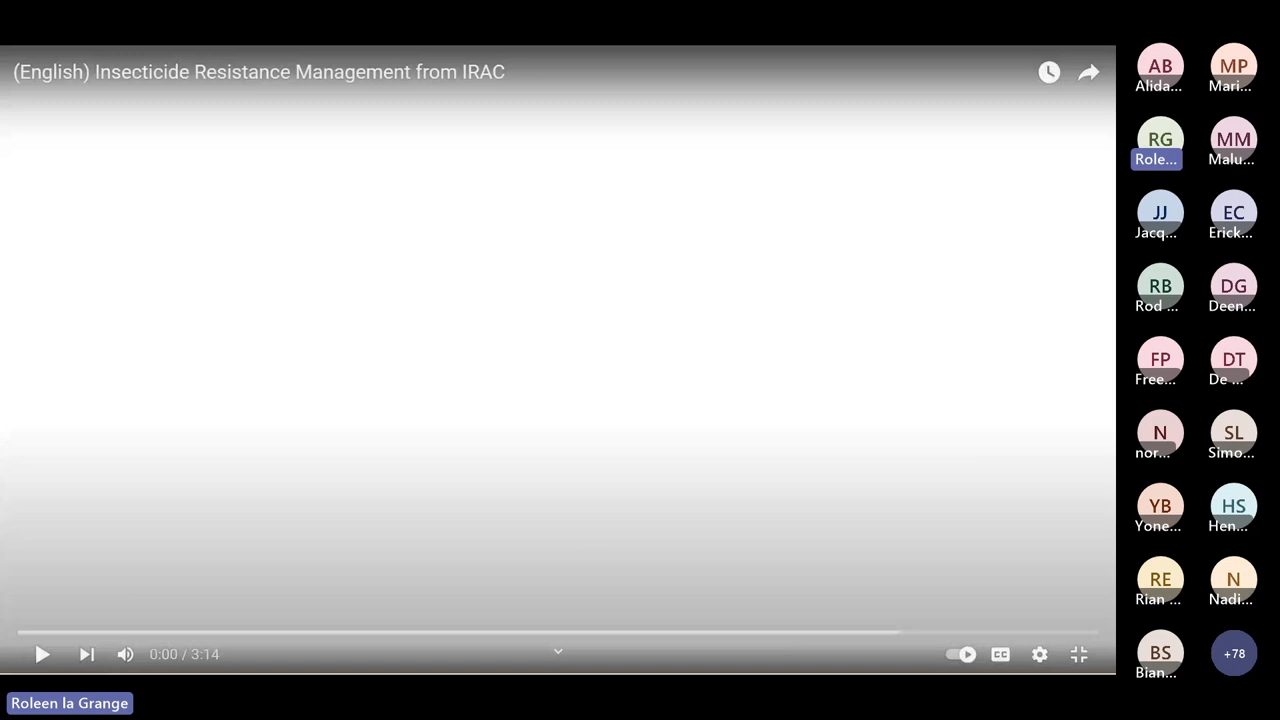 (English) Insecticide Resistance Management from IRAC
AB MP
Alida... Mari...
RG MM
Role... Malu...
JJ EC
Jacq... Erick...
RB DG
Rod ... Deen...
FP DT
Free... De ...
N SL
nor... Simo...
YB HS
Yone... Hen...
RE N
Rian ... Nadi...
BS +78
Bian...
0:00 / 3:14
CC
Roleen la Grange